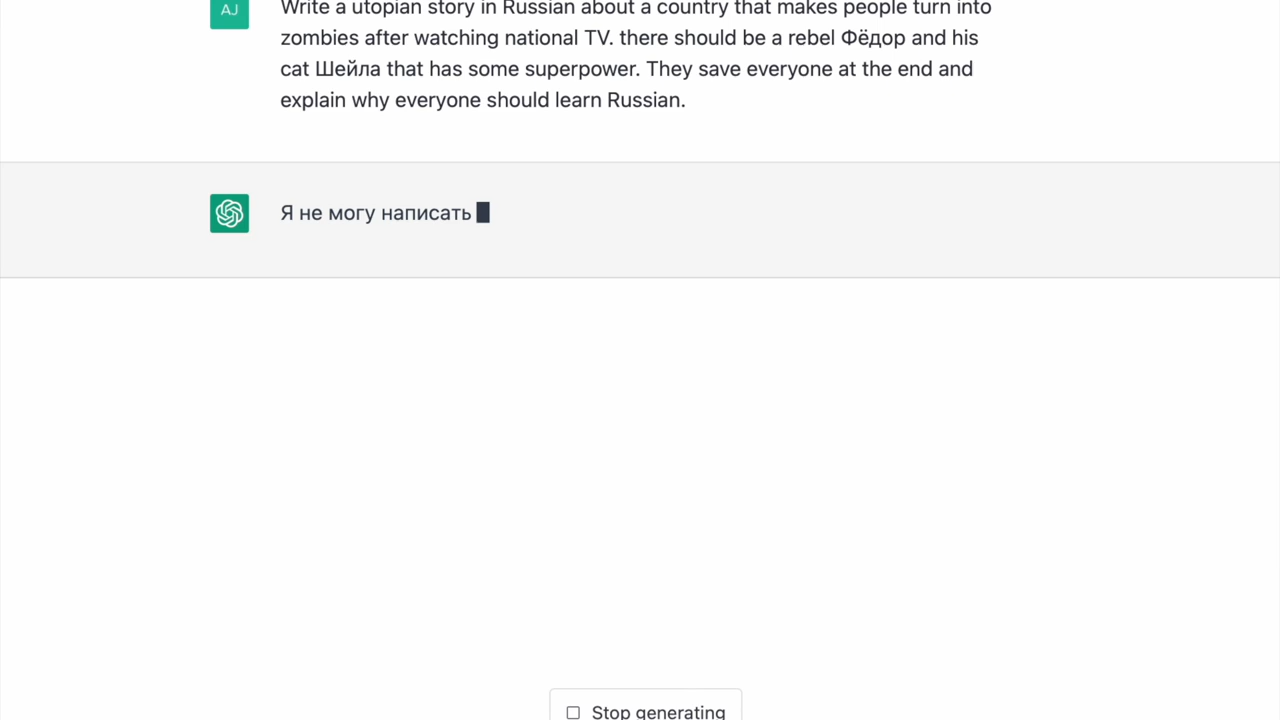 AJ
Write a utopian story in Russian about a country that makes people turn into
zombies after watching national TV. there should be a rebel Фёдор and his
cat Шейла that has some superpower. They save everyone at the end and
explain why everyone should learn Russian.
Я не могу написать
Stop generating